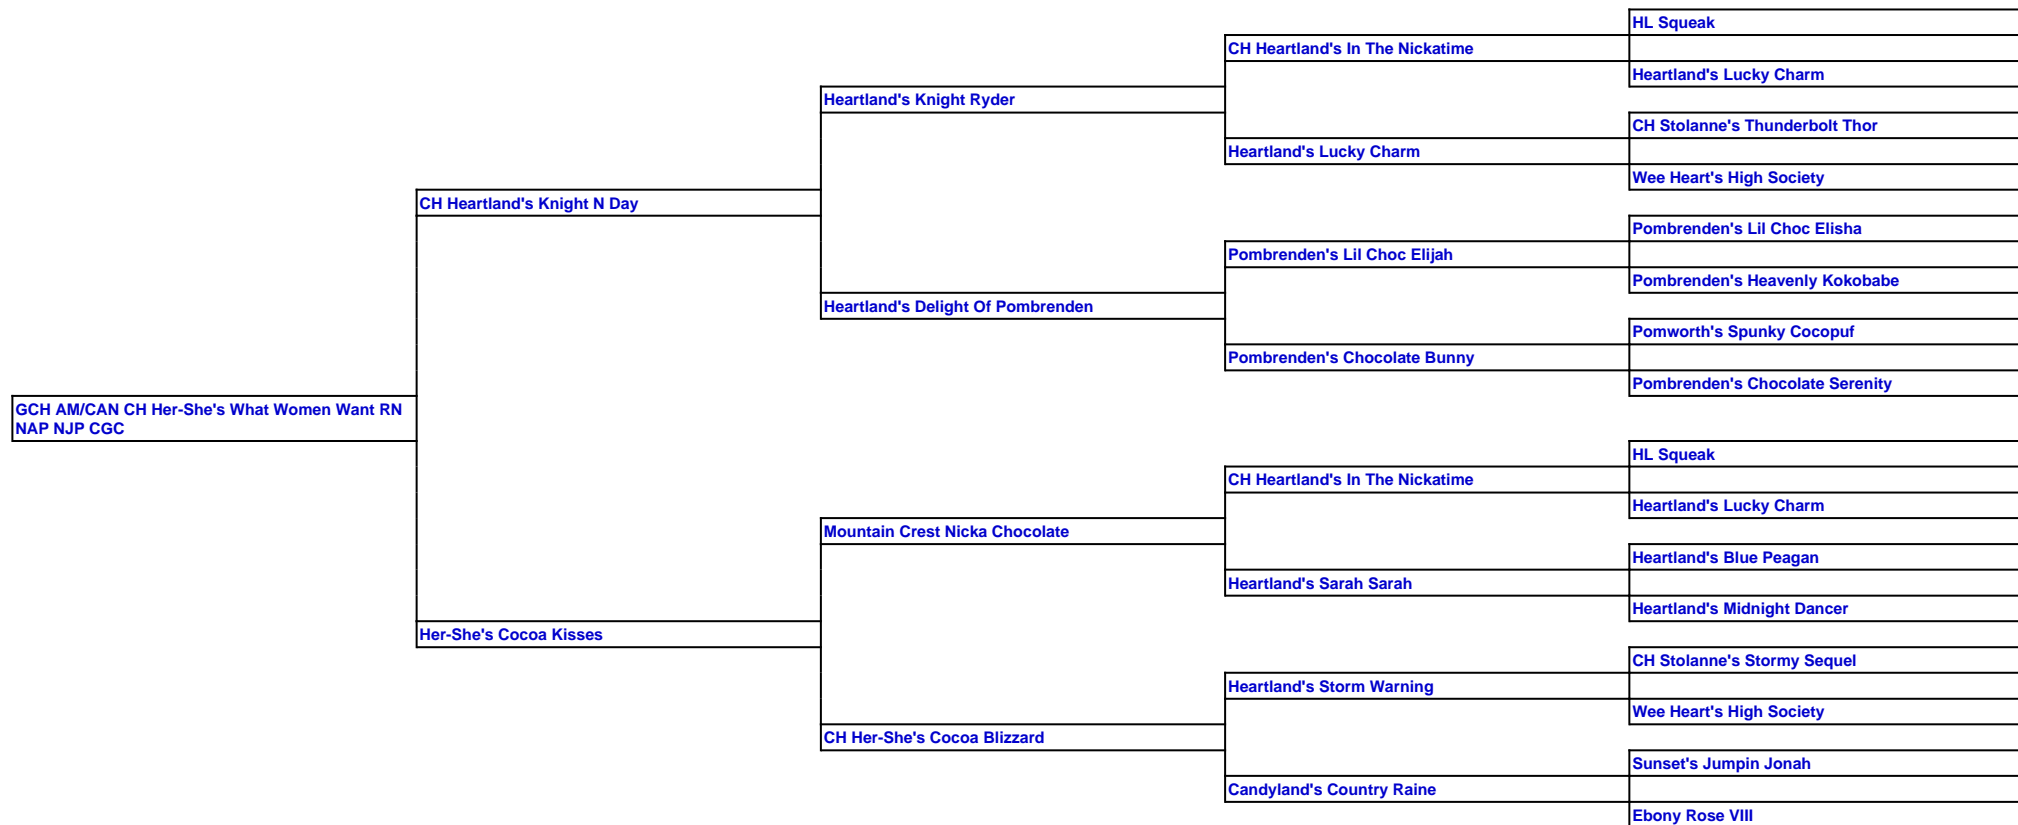 HL Squeak
CH Heartland's In The Nickatime
Heartland's Lucky Charm
Heartland's Knight Ryder
CH Stolanne's Thunderbolt Thor
Heartland's Lucky Charm
Wee Heart's High Society
CH Heartland's Knight N Day
Pombrenden's Lil Choc Elisha
Pombrenden's Lil Choc Elijah
Pombrenden's Heavenly Kokobabe
Heartland's Delight Of Pombrenden
Pomworth's Spunky Cocopuf
Pombrenden's Chocolate Bunny
Pombrenden's Chocolate Serenity
GCH AM/CAN CH Her-She's What Women Want RN
NAP NJP CGC
HL Squeak
CH Heartland's In The Nickatime
Heartland's Lucky Charm
Mountain Crest Nicka Chocolate
Heartland's Blue Peagan
Heartland's Sarah Sarah
Heartland's Midnight Dancer
Her-She's Cocoa Kisses
CH Stolanne's Stormy Sequel
Heartland's Storm Warning
Wee Heart's High Society
CH Her-She's Cocoa Blizzard
Sunset's Jumpin Jonah
Candyland's Country Raine
Ebony Rose VIII